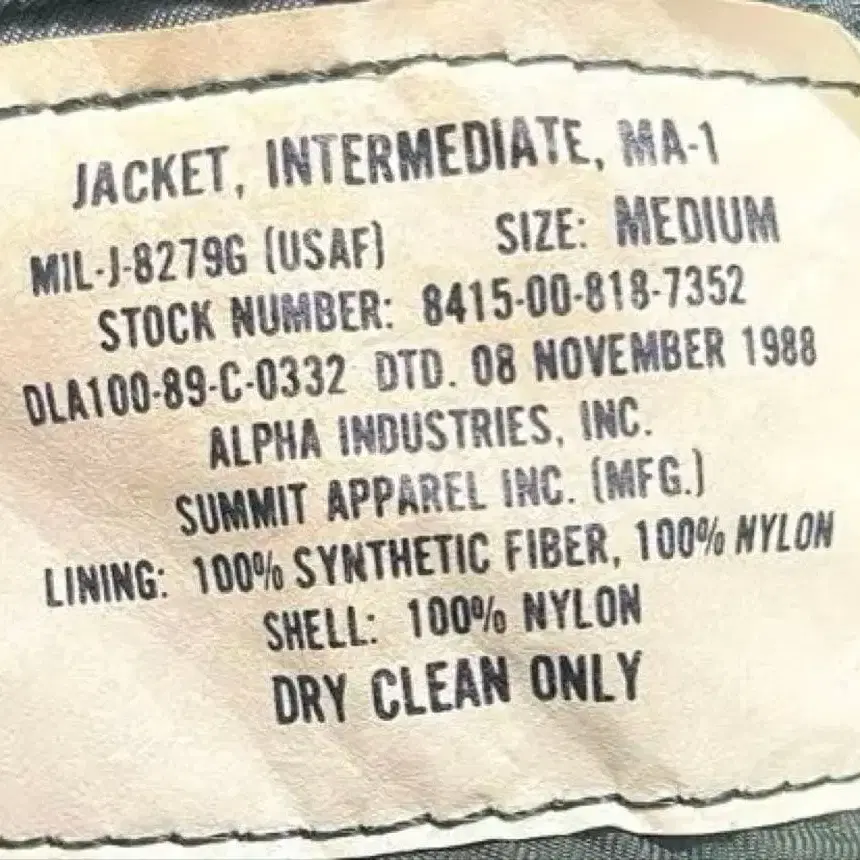 JACKET, INTERMEDIATE, MA-1
MIL-J-8279G (USAF) SIZE: MEDIUM
STOCK NUMBER: 8415-00-818-7352
DLA100-89-C-0332 DTD. 08 NOVEMBER 1988
ALPHA INDUSTRIES, INC.
SUMMIT APPAREL INC. (MFG.)
LINING: 100% SYNTHETIC FIBER, 100% NYLON
SHELL: 100% NYLON
DRY CLEAN ONLY